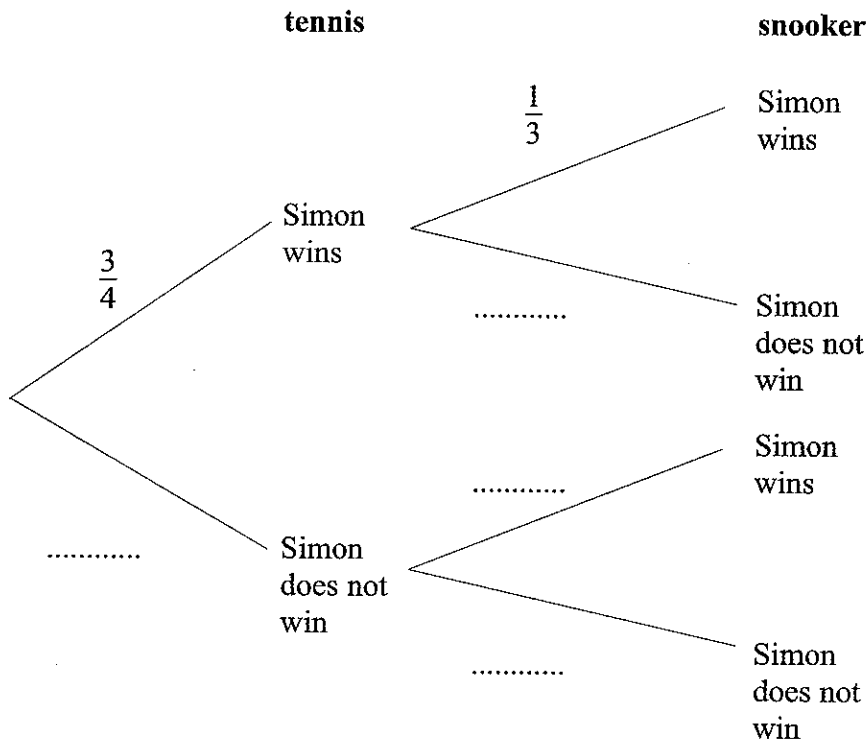 tennis
snooker
1
3
Simon
wins
Simon
wins
3
4
............
Simon
does not
win
Simon
wins
............
............
Simon
does not
win
............
Simon
does not
win